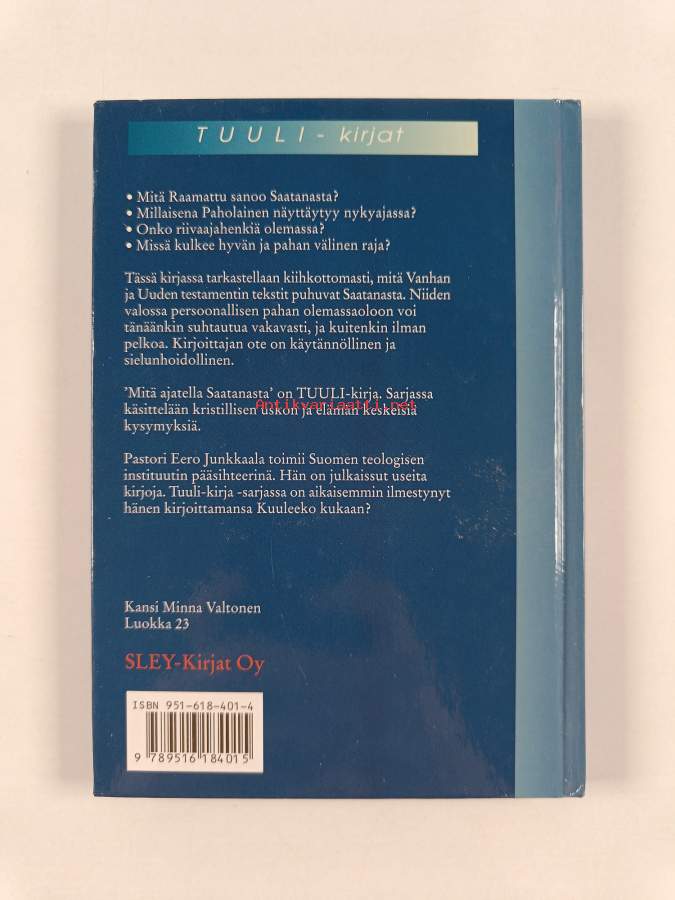 TUULI - kirjat
• Mitä Raamattu sanoo Saatanasta?
• Millaisena Paholainen näyttäytyy nykyajassa?
• Onko riivaajahenkiä olemassa?
• Missä kulkee hyvän ja pahan välinen raja?
Tässä kirjassa tarkastellaan kiihkottomasti, mitä Vanhan
ja Uuden testamentin tekstit puhuvat Saatanasta. Niiden
valossa persoonallisen pahan olemassaoloon voi
tänäänkin suhtautua vakavasti, ja kuitenkin ilman
pelkoa. Kirjoittajan ote on käytännöllinen ja
sielunhoidollinen.
’Mitä ajatella Saatanasta’ on TUULI-kirja. Sarjassa
käsittelään kristillisen uskon ja elämän keskeisiä
Antikvariaatti.net
kysymyksiä.
Pastori Eero Junkkaala toimii Suomen teologisen
instituutin pääsihteerinä. Hän on julkaissut useita
kirjoja. Tuuli-kirja -sarjassa on aikaisemmin ilmestynyt
hänen kirjoittamansa Kuuleeko kukaan?
Kansi Minna Valtonen
Luokka 23
SLEY-Kirjat Oy
ISBN 951-618-401-4
9 789516 184015